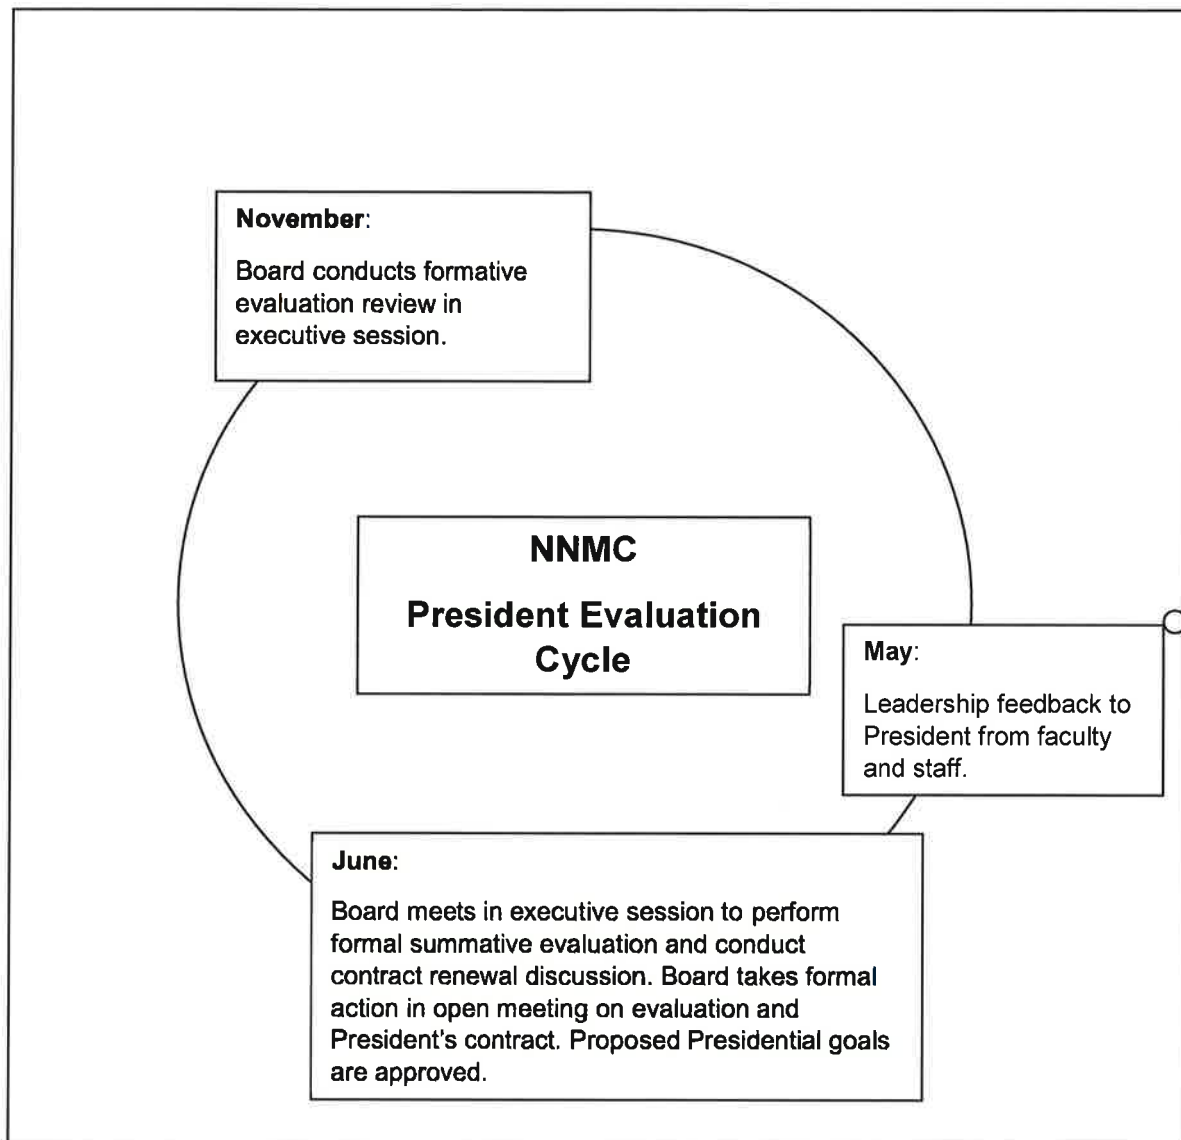 November:
Board conducts formative
evaluation review in
executive session.
NNMC
President Evaluation
Cycle
May:
Leadership feedback to
President from faculty
and staff.
June:
Board meets in executive session to perform
formal summative evaluation and conduct
contract renewal discussion. Board takes formal
action in open meeting on evaluation and
President's contract. Proposed Presidential goals
are approved.